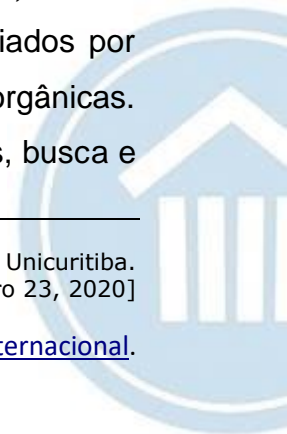 iados por
orgânicas.
s, busca e
Unicuritiba.
ro 23, 2020]
ternacional.